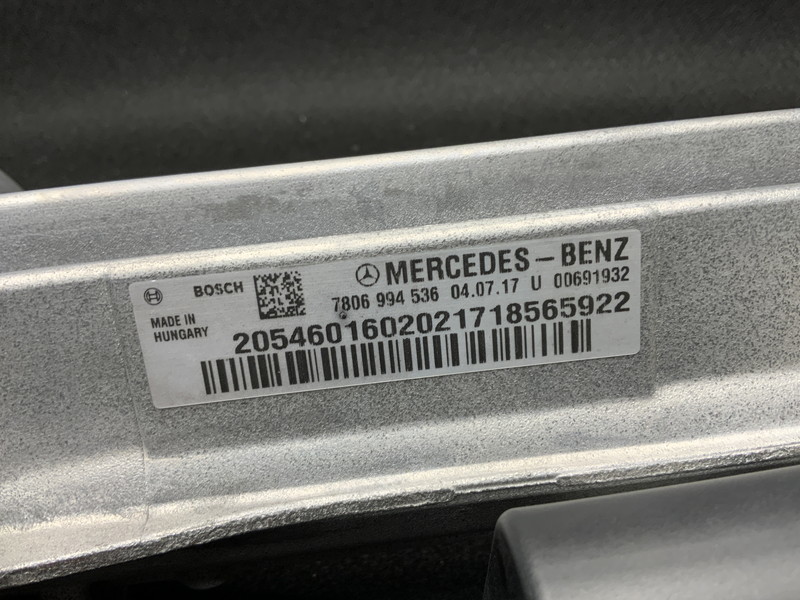 BOSCH
MADE IN
HUNGARY
MERCEDES-BENZ
7806 994 536 04.07.17 U 00691932
2054601602021718565922